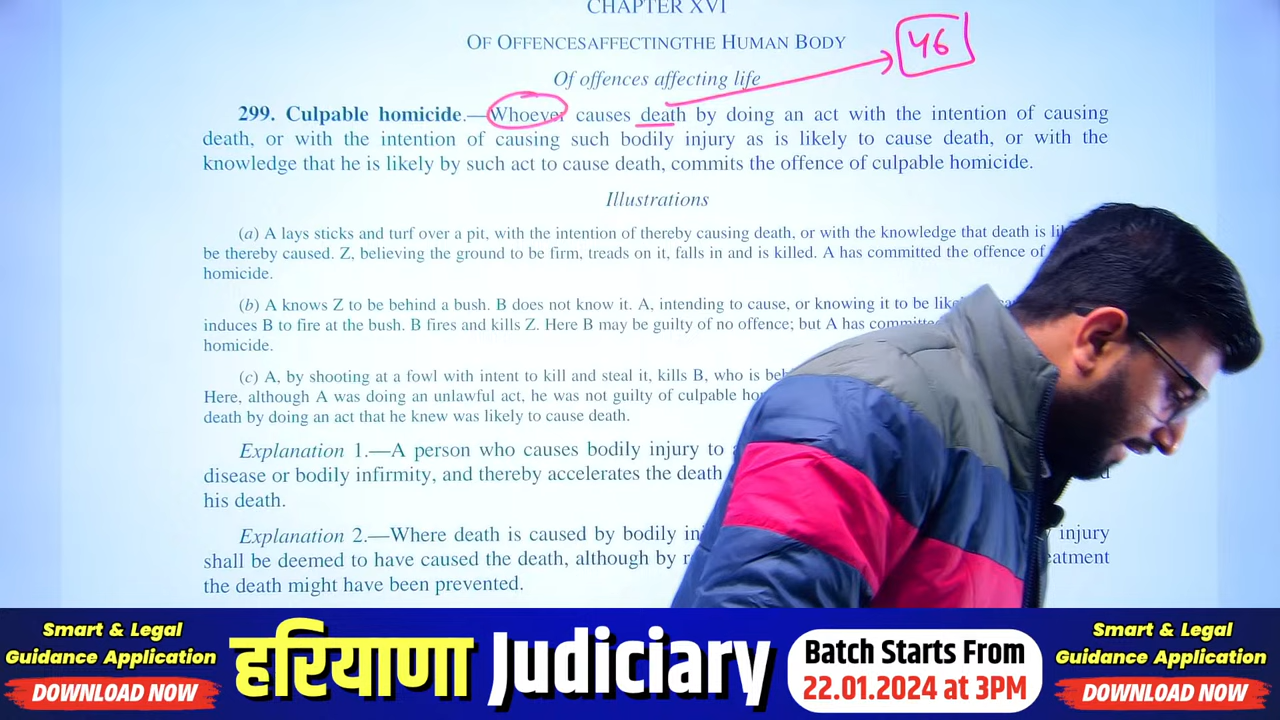 CHAPTER XVI
OF OFFENCESAFFECTINGTHE HUMAN BODY
46
Of offences affecting life
299. Culpable homicide.—Whoever causes death by doing an act with the intention of causing
death, or with the intention of causing such bodily injury as is likely to cause death, or with the
knowledge that he is likely by such act to cause death, commits the offence of culpable homicide.
Illustrations
(a) A lays sticks and turf over a pit, with the intention of thereby causing death, or with the knowledge that death is
be thereby caused. Z, believing the ground to be firm, treads on it, falls in and is killed. A has committed the offence of
homicide.
(b) A knows Z to be behind a bush. B does not know it. A, intending to cause, or knowing it to be
induces B to fire at the bush. B fires and kills Z. Here B may be guilty of no offence; but A has
homicide.
(c) A, by shooting at a fowl with intent to kill and steal it, kills B, who is
Here, although A was doing an unlawful act, he was not guilty of culpable
death by doing an act that he knew was likely to cause death.
Explanation 1.—A person who causes bodily injury to
disease or bodily infirmity, and thereby accelerates the death
his death.
Explanation 2.—Where death is caused by bodily injury
shall be deemed to have caused the death, although by
the death might have been prevented.
Smart & Legal
Guidance Application
DOWNLOAD NOW
हरियाणा Judiciary
Batch Starts From
22.01.2024 at 3PM
Smart & Legal
Guidance Application
DOWNLOAD NOW